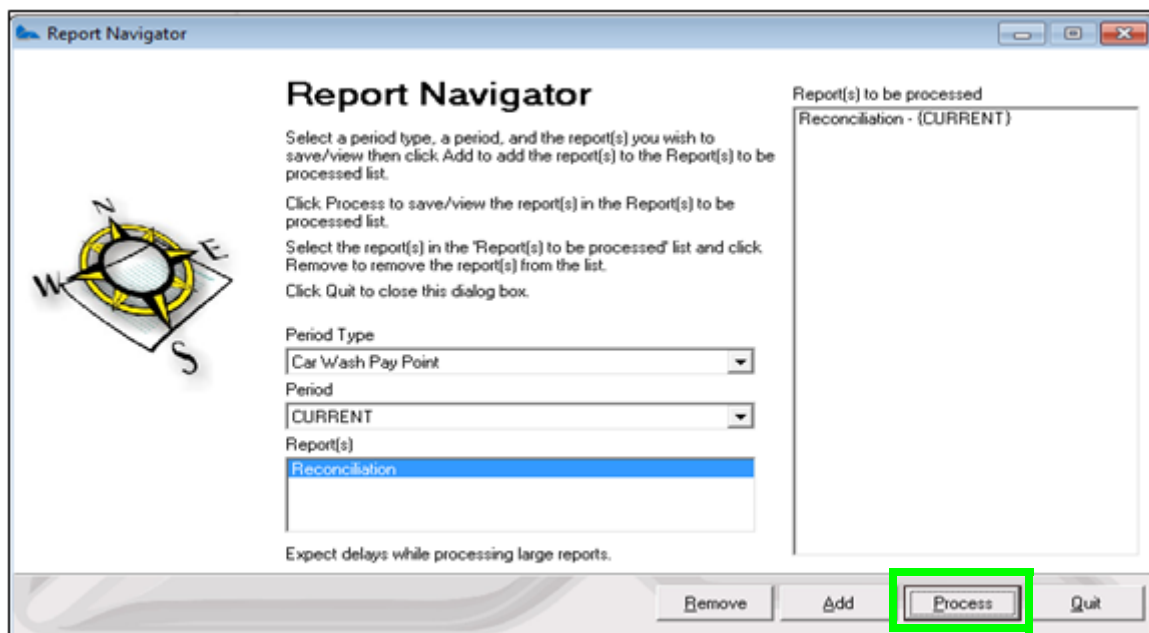 Report Navigator
Report Navigator
Select a period type, a period, and the report(s) you wish to
save/view then click Add to add the report(s) to the Report(s) to be
processed list.
Click Process to save/view the report(s) in the Report(s) to be
processed list.
Select the report(s) in the 'Report(s) to be processed' list and click
Remove to remove the report(s) from the list.
Click Quit to close this dialog box.
N
E
W
S
Period Type
Car Wash Pay Point
Period
CURRENT
Report(s)
Reconciliation
Expect delays while processing large reports.
Report(s) to be processed
Reconciliation - {CURRENT}
Remove
Add
Process
Quit